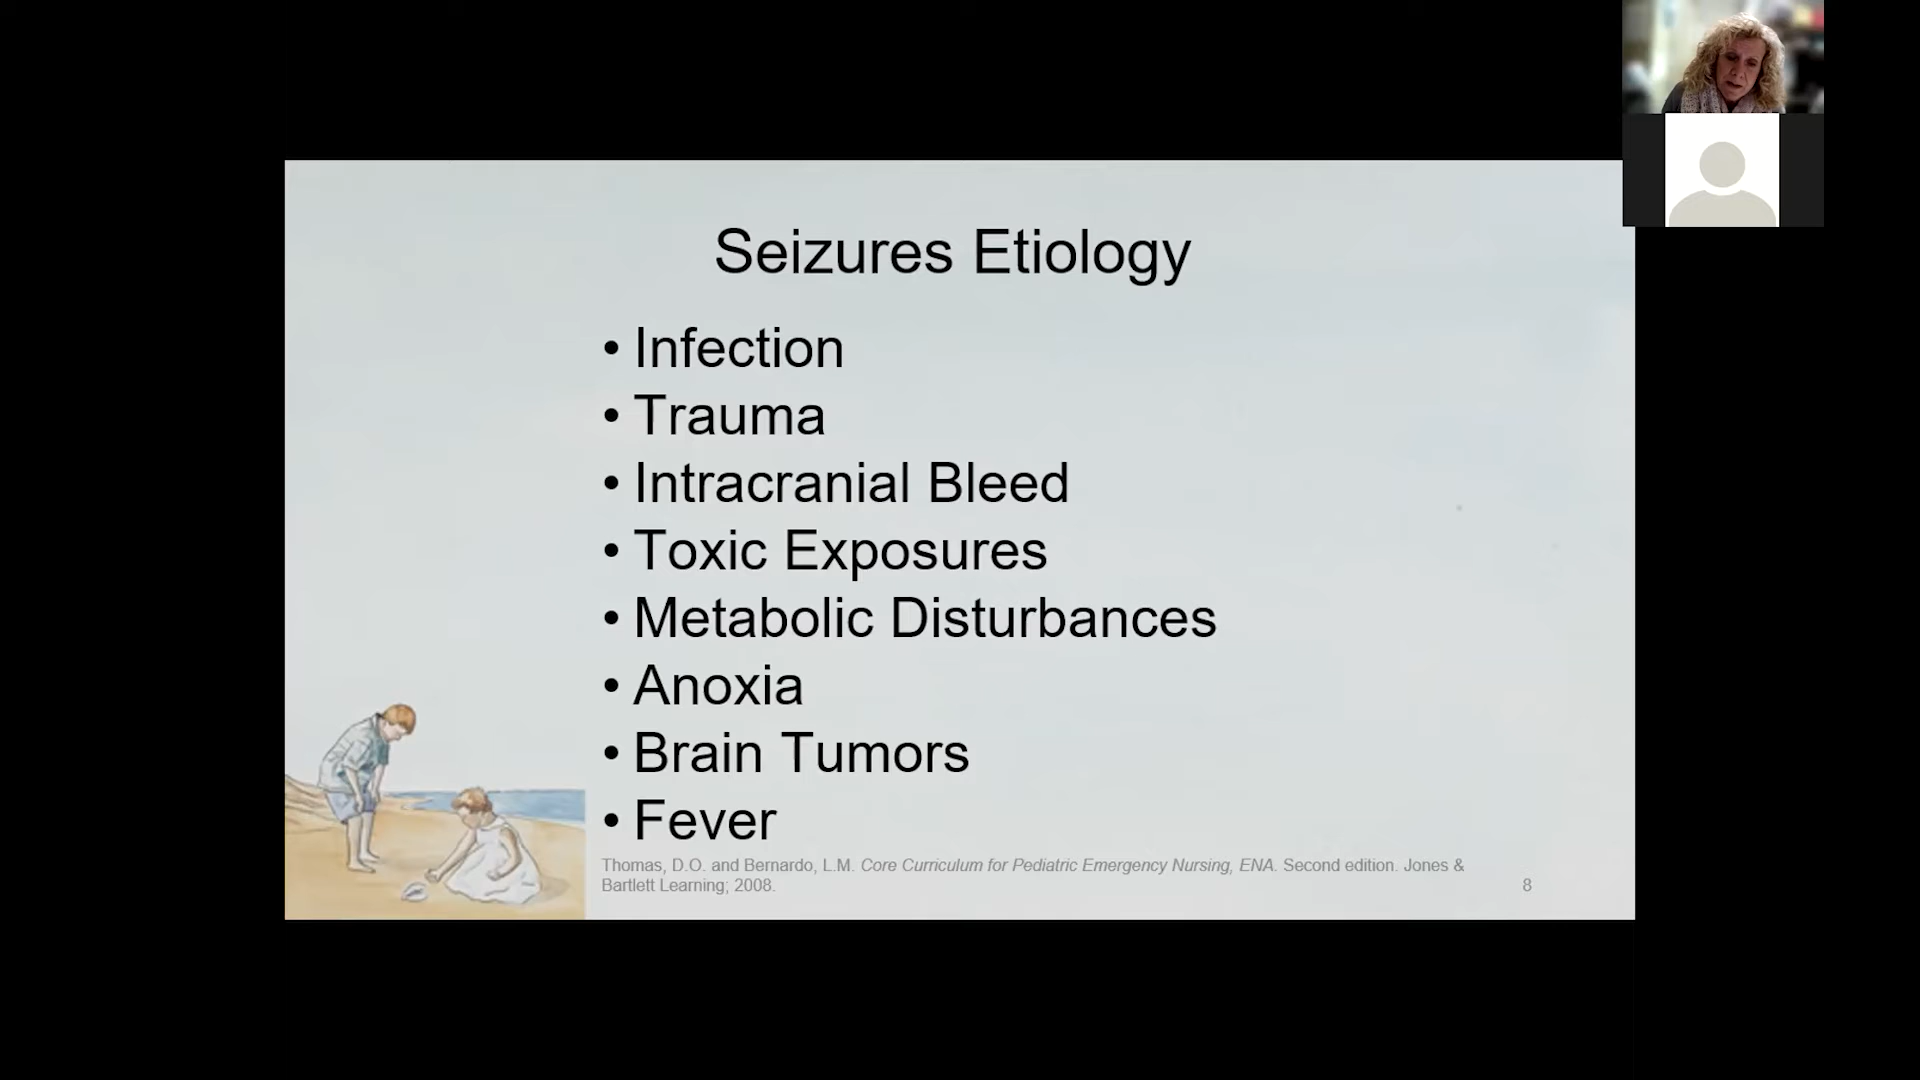 Seizures Etiology
• Infection
• Trauma
• Intracranial Bleed
• Toxic Exposures
• Metabolic Disturbances
• Anoxia
• Brain Tumors
• Fever
Thomas, D.O. and Bernardo, L.M. Core Curriculum for Pediatric Emergency Nursing, ENA. Second edition. Jones &
Bartlett Learning; 2008.
8